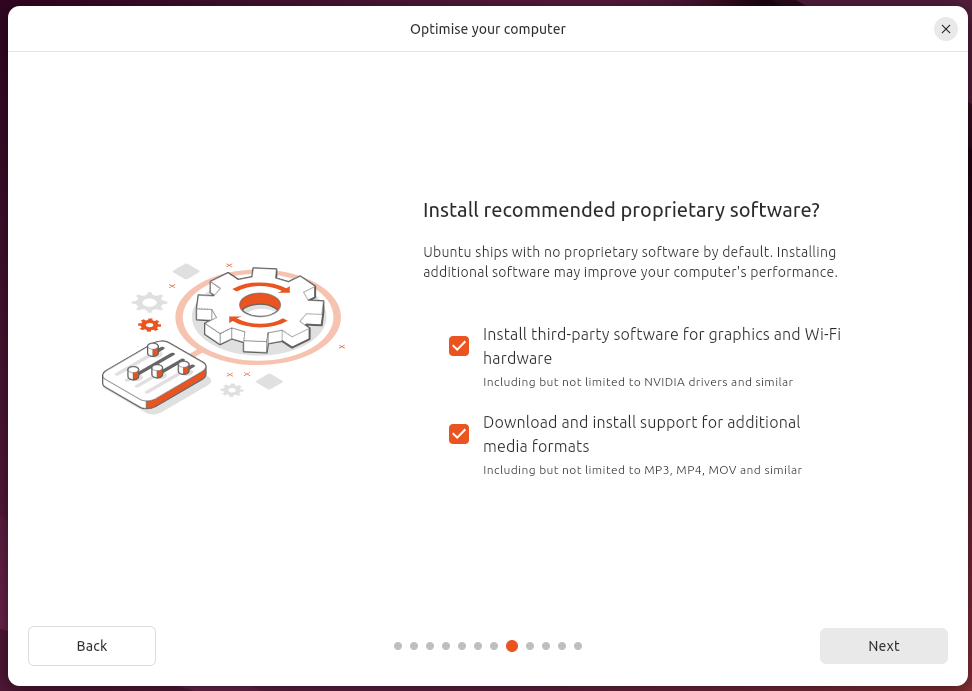 Optimise your computer
Install recommended proprietary software?
Ubuntu ships with no proprietary software by default. Installing
additional software may improve your computer's performance.
Install third-party software for graphics and Wi-Fi
hardware
Including but not limited to NVIDIA drivers and similar
Download and install support for additional
media formats
Including but not limited to MP3, MP4, MOV and similar
Back
Next